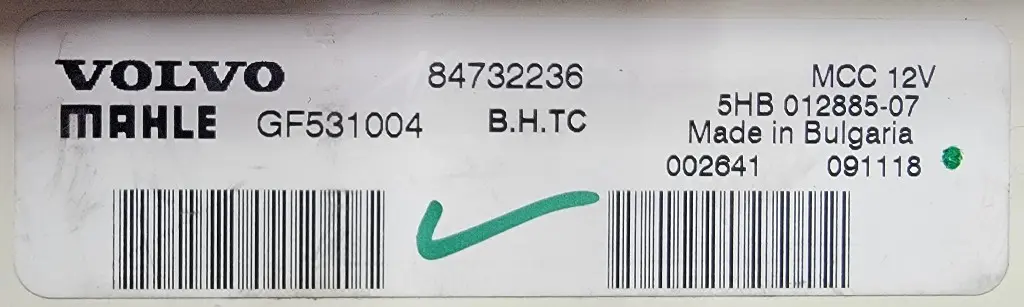 VOLVO 84732236 MCC 12V
MAHLE GF531004 B.H.TC 5HB 012885-07
Made in Bulgaria
002641 091118